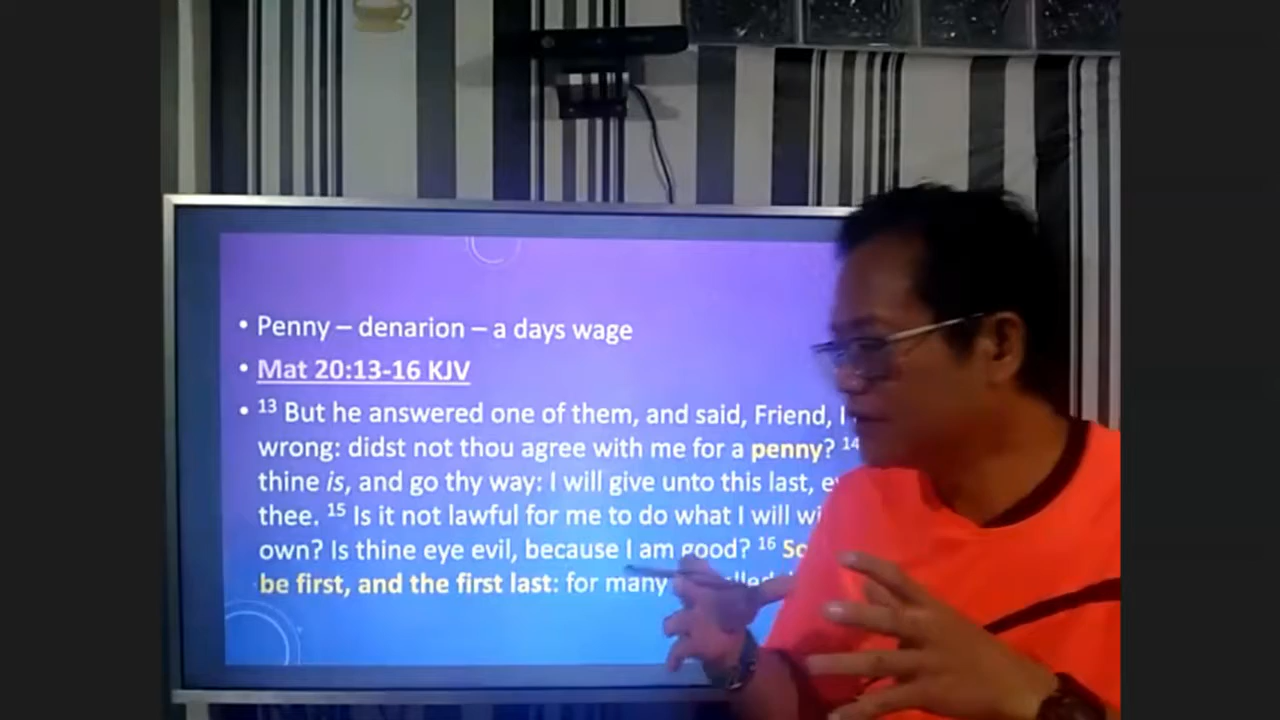 • Penny – denarion – a days wage
• Mat 20:13-16 KJV
• 13 But he answered one of them, and said, Friend, I
wrong: didst not thou agree with me for a penny? 14
thine is, and go thy way: I will give unto this last,
thee. 15 Is it not lawful for me to do what I will
own? Is thine eye evil, because I am good? 16
be first, and the first last: for many